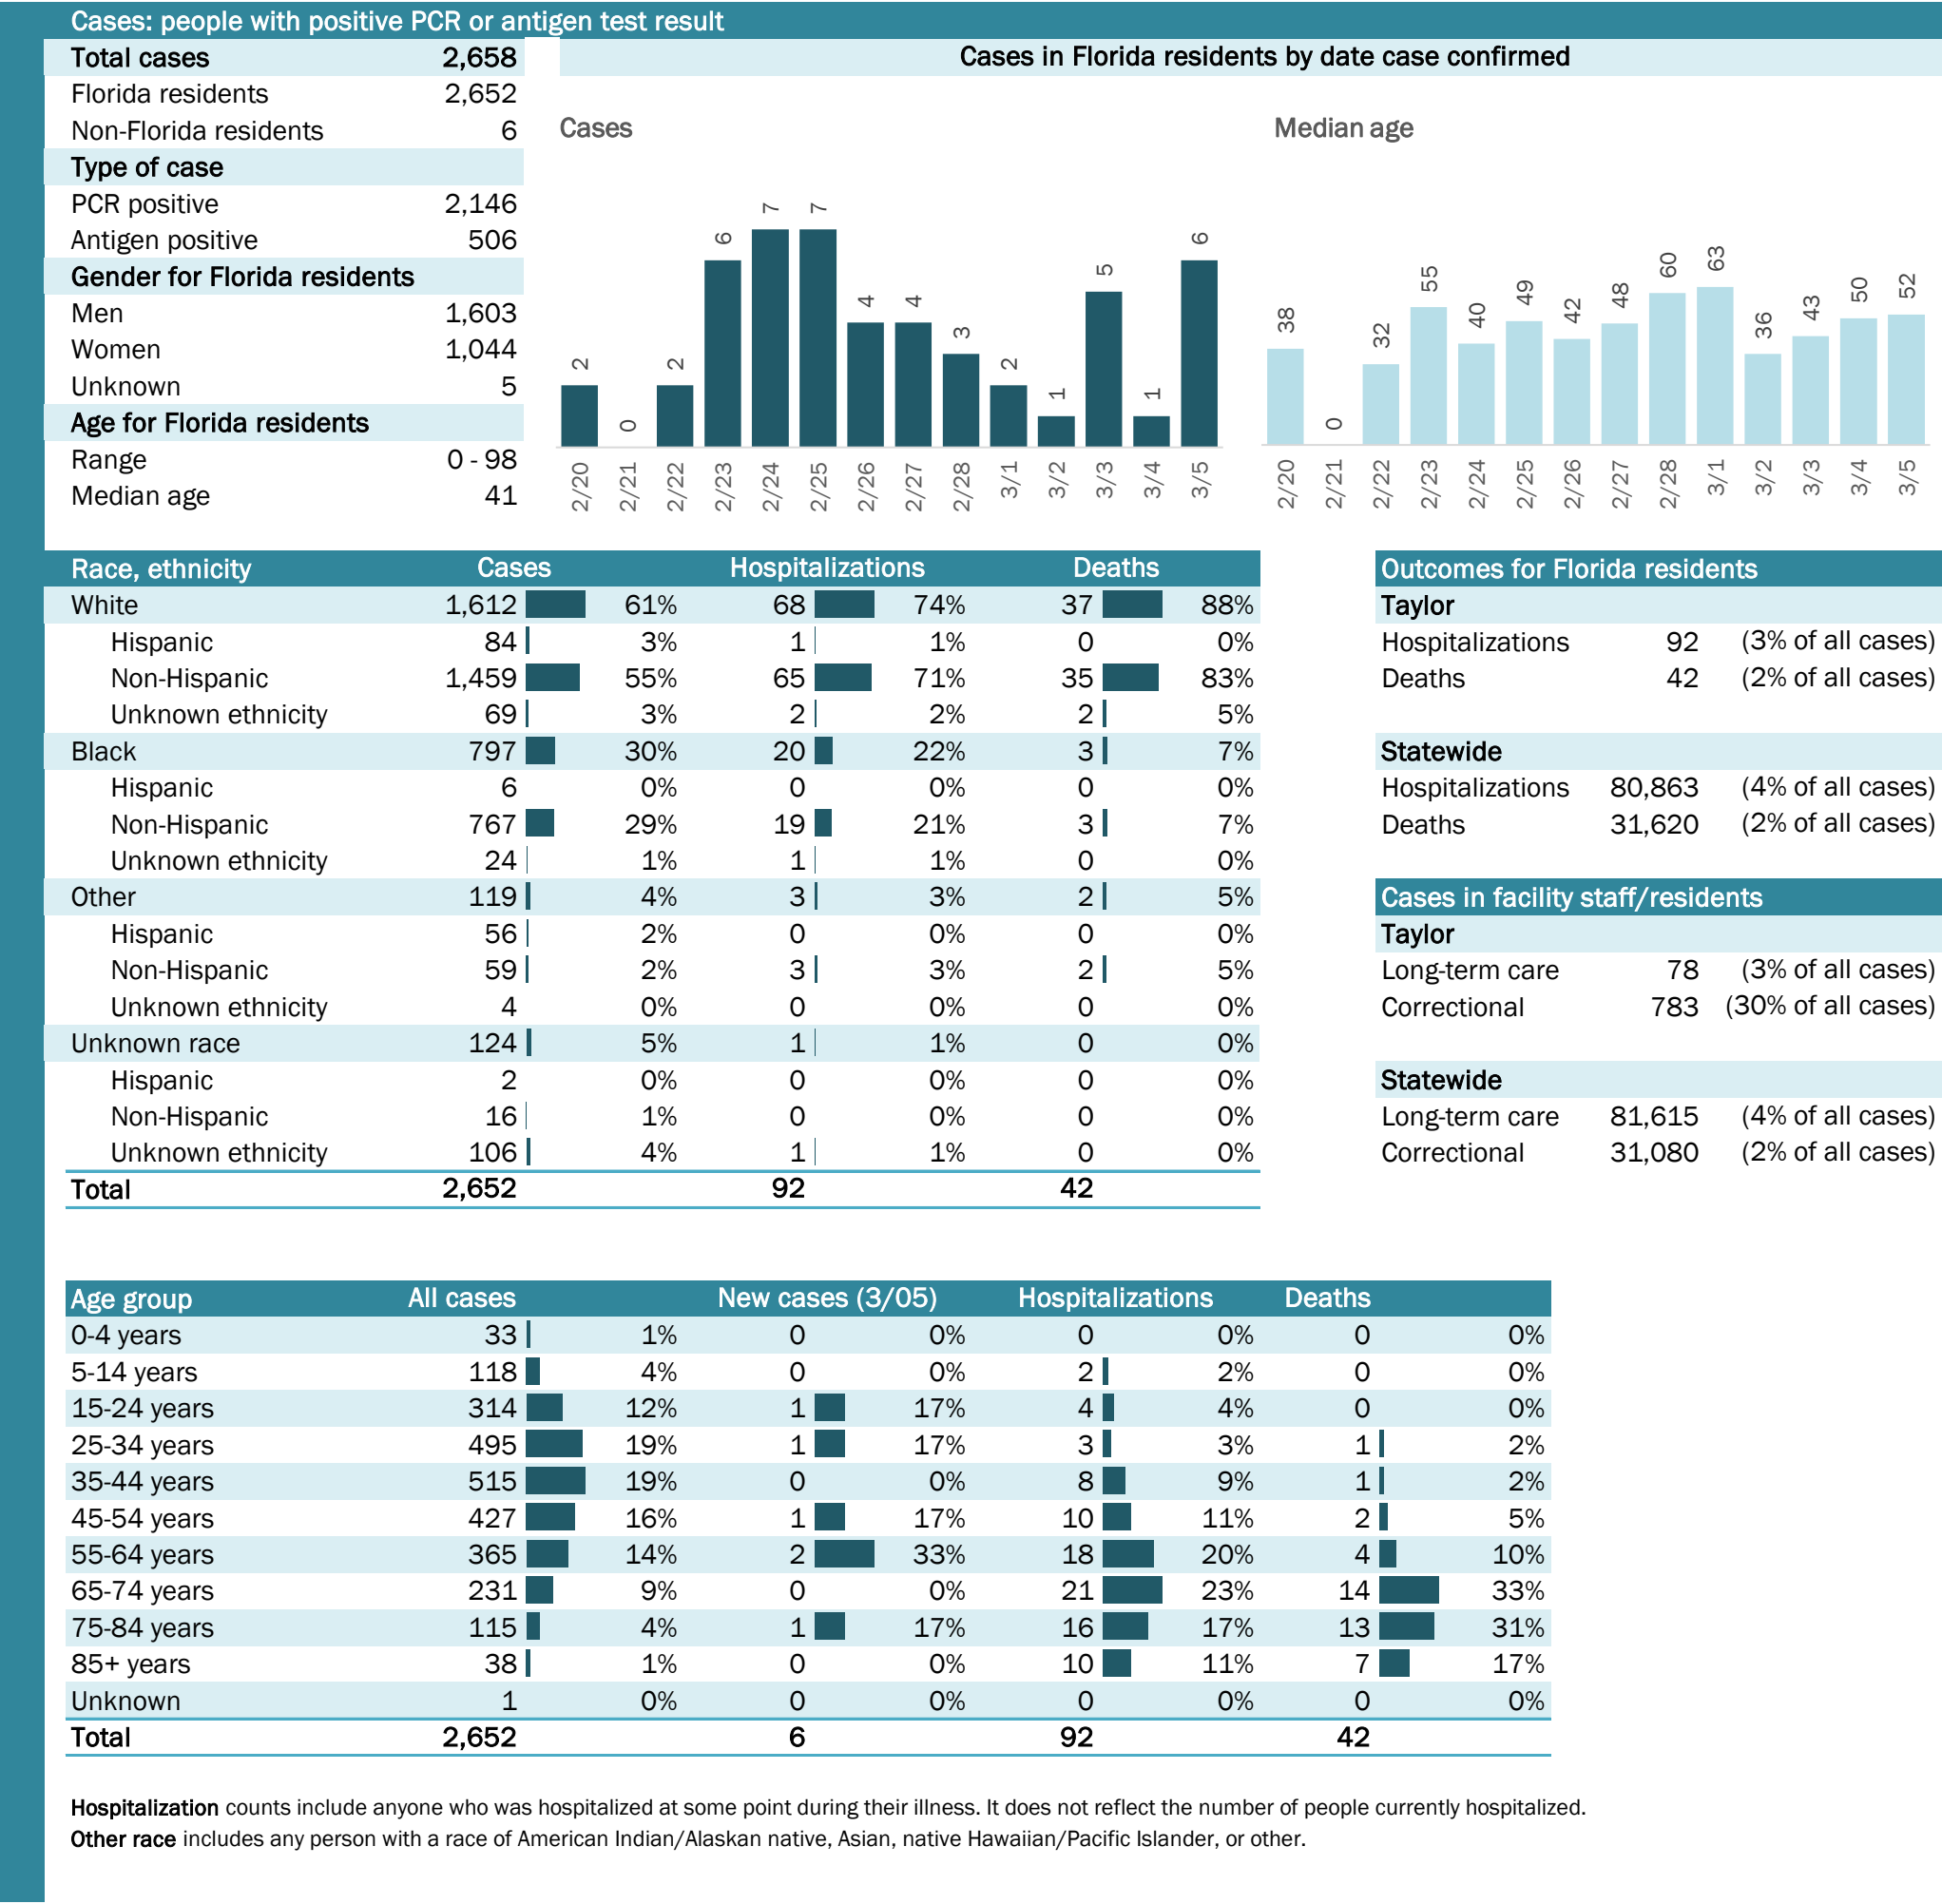 Cases: people with positive PCR or antigen test result
Total cases 2,658
Florida residents 2,652
Non-Florida residents 6
Type of case
PCR positive 2,146
Antigen positive 506
Gender for Florida residents
Men 1,603
Women 1,044
Unknown 5
Age for Florida residents
Range 0 - 98
Median age 41
Cases in Florida residents by date case confirmed
Cases
2 0 2 6 7 7 4 4 3 2 1 5 1 6
2/20 2/21 2/22 2/23 2/24 2/25 2/26 2/27 2/28 3/1 3/2 3/3 3/4 3/5
Median age
38 0 32 55 40 49 42 48 60 63 36 43 50 52
2/20 2/21 2/22 2/23 2/24 2/25 2/26 2/27 2/28 3/1 3/2 3/3 3/4 3/5
Race, ethnicity Cases Hospitalizations Deaths
White 1,612 61% 68 74% 37 88%
Hispanic 84 3% 1 1% 0 0%
Non-Hispanic 1,459 55% 65 71% 35 83%
Unknown ethnicity 69 3% 2 2% 2 5%
Black 797 30% 20 22% 3 7%
Hispanic 6 0% 0 0% 0 0%
Non-Hispanic 767 29% 19 21% 3 7%
Unknown ethnicity 24 1% 1 1% 0 0%
Other 119 4% 3 3% 2 5%
Hispanic 56 2% 0 0% 0 0%
Non-Hispanic 59 2% 3 3% 2 5%
Unknown ethnicity 4 0% 0 0% 0 0%
Unknown race 124 5% 1 1% 0 0%
Hispanic 2 0% 0 0% 0 0%
Non-Hispanic 16 1% 0 0% 0 0%
Unknown ethnicity 106 4% 1 1% 0 0%
Total 2,652 92 42
Outcomes for Florida residents
Taylor
Hospitalizations 92 (3% of all cases)
Deaths 42 (2% of all cases)
Statewide
Hospitalizations 80,863 (4% of all cases)
Deaths 31,620 (2% of all cases)
Cases in facility staff/residents
Taylor
Long-term care 78 (3% of all cases)
Correctional 783 (30% of all cases)
Statewide
Long-term care 81,615 (4% of all cases)
Correctional 31,080 (2% of all cases)
Age group All cases New cases (3/05) Hospitalizations Deaths
0-4 years 33 1% 0 0% 0 0% 0 0%
5-14 years 118 4% 0 0% 2 2% 0 0%
15-24 years 314 12% 1 17% 4 4% 0 0%
25-34 years 495 19% 1 17% 3 3% 1 2%
35-44 years 515 19% 0 0% 8 9% 1 2%
45-54 years 427 16% 1 17% 10 11% 2 5%
55-64 years 365 14% 2 33% 18 20% 4 10%
65-74 years 231 9% 0 0% 21 23% 14 33%
75-84 years 115 4% 1 17% 16 17% 13 31%
85+ years 38 1% 0 0% 10 11% 7 17%
Unknown 1 0% 0 0% 0 0% 0 0%
Total 2,652 6 92 42
Hospitalization counts include anyone who was hospitalized at some point during their illness. It does not reflect the number of people currently hospitalized.
Other race includes any person with a race of American Indian/Alaskan native, Asian, native Hawaiian/Pacific Islander, or other.